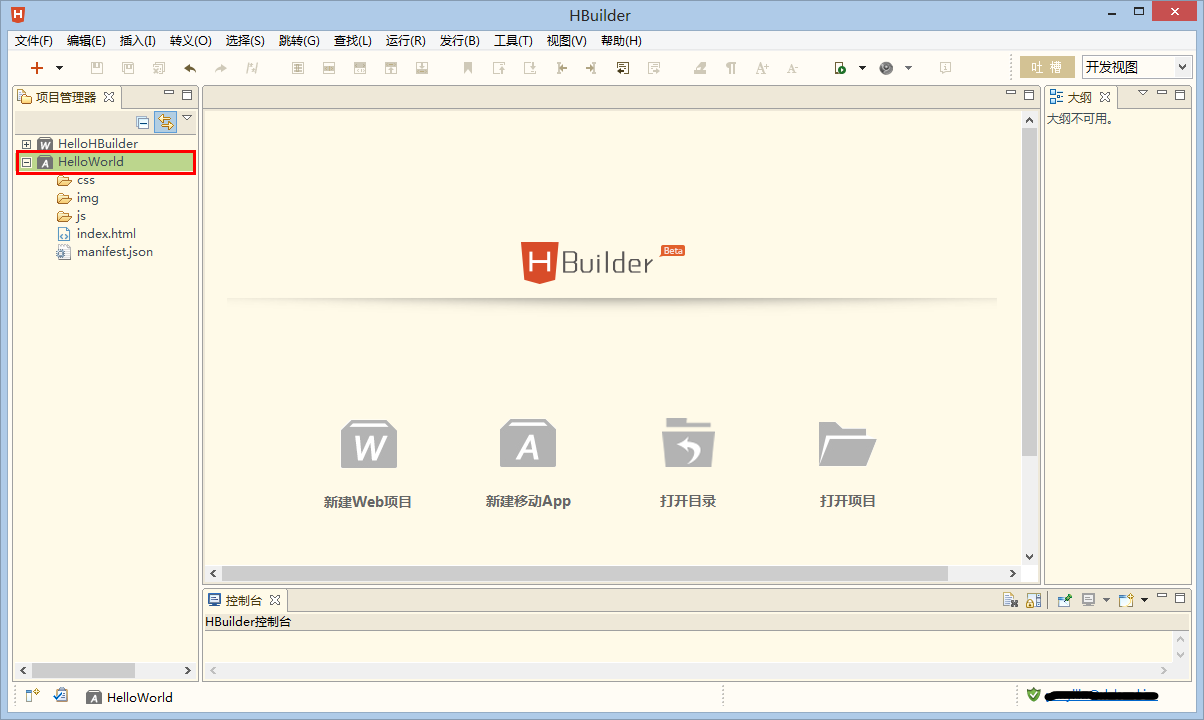 HBuilder
文件(F) 编辑(E) 插入(I) 转义(O) 选择(S) 跳转(G) 查找(L) 运行(R) 发行(B) 工具(T) 视图(V) 帮助(H)
吐 槽 开发视图
项目管理器
大纲
大纲不可用。
W HelloHBuilder
A HelloWorld
css
img
js
index.html
manifest.json
H Builder Beta
W A
新建Web项目 新建移动App 打开目录 打开项目
控制台
HBuilder控制台
A HelloWorld